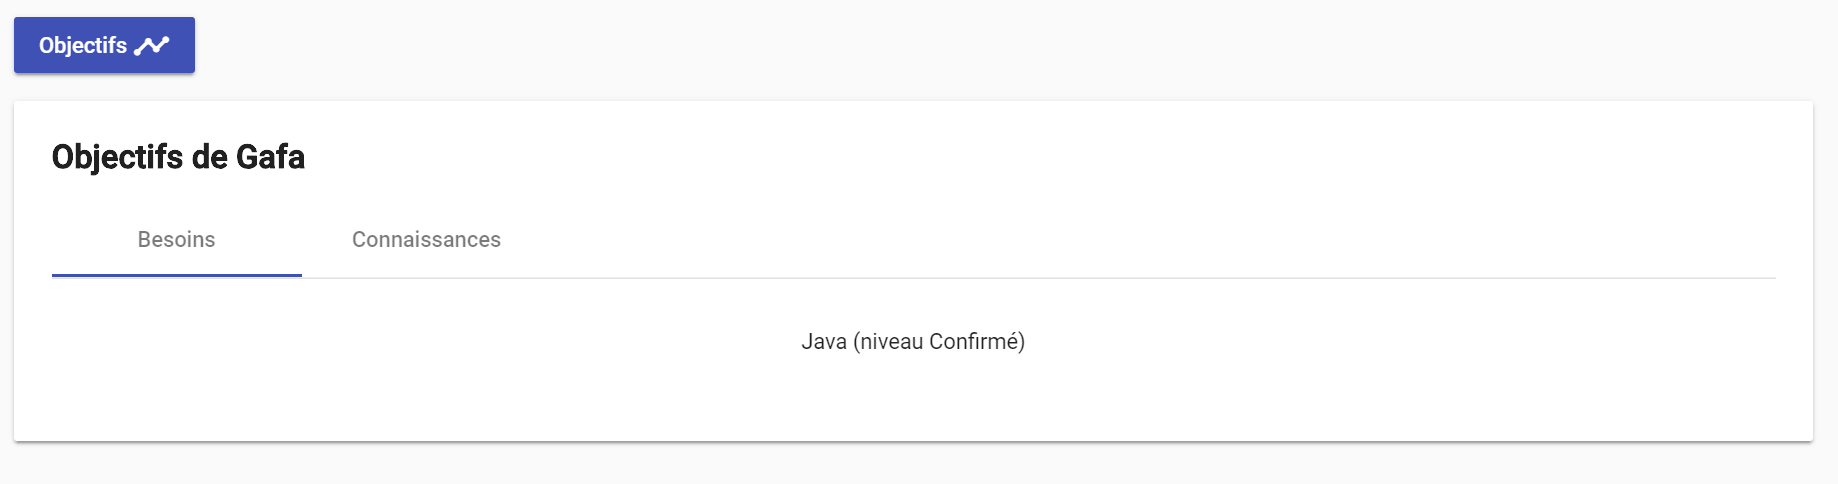 Objectifs
Objectifs de Gafa
Besoins Connaissances
Java (niveau Confirmé)